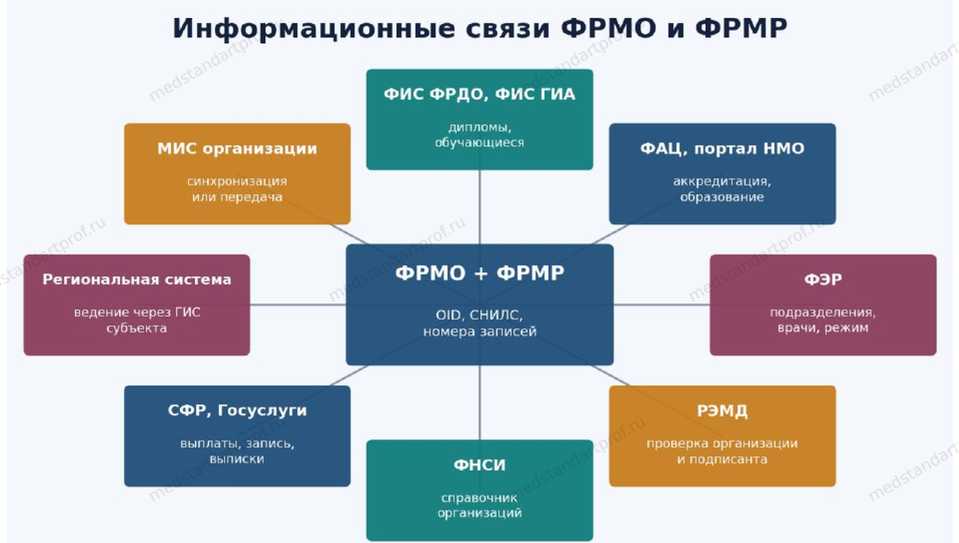 Информационные связи ФРМО и ФРМР
ФИС ФРДО, ФИС ГИА
дипломы,
обучающиеся
МИС организации
синхронизация
или передача
ФАЦ, портал НМО
аккредитация,
образование
Региональная система
ведение через ГИС
субъекта
ФРМО + ФРМР
OID, СНИЛС,
номера записей
ФЭР
подразделения,
врачи, режим
СФР, Госуслуги
выплаты, запись,
выписки
РЭМД
проверка организации
и подписанта
ФНСИ
справочник
организаций
medstandartprof.ru